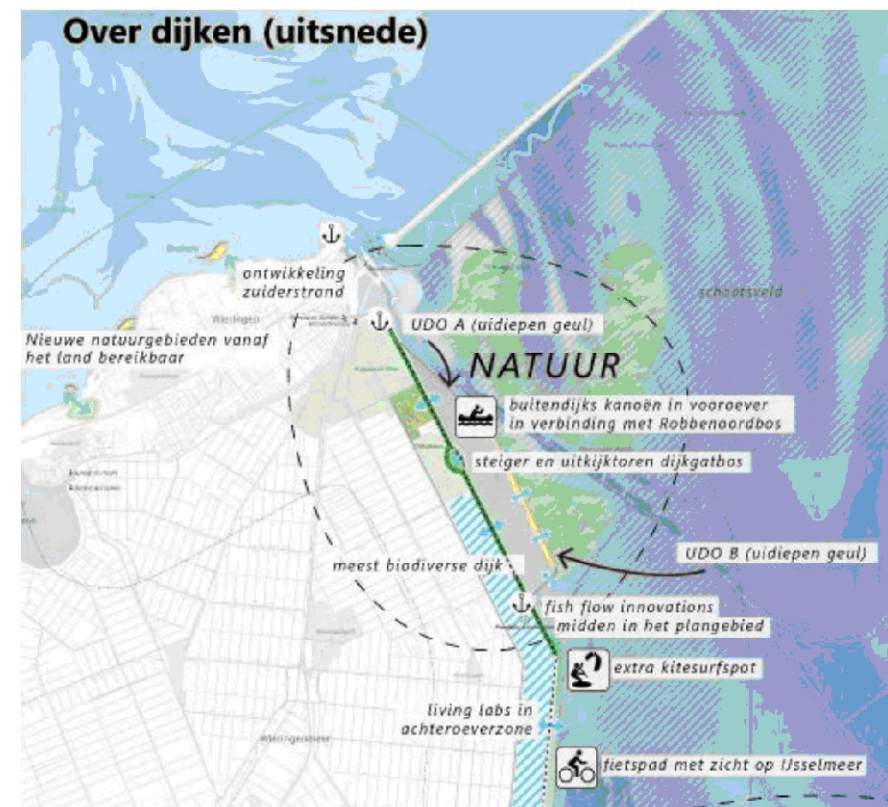 Over dijken (uitsnede)
ontwikkeling
zuiderstrand
schootsveld
Wieringen
UDO A (uidiepen geul)
Nieuwe natuurgebieden vanaf
het land bereikbaar
NATUUR
buitendijks kanoën in vooroever
in verbinding met Robbenoordbos
steiger en uitkijktoren dijkgatbos
UDO B (uidiepen geul)
meest biodiverse dijk
fish flow innovations
midden in het plangebied
extra kitesurfspot
living labs in
achteroeverzone
Wieringermeer
fietspad met zicht op IJsselmeer